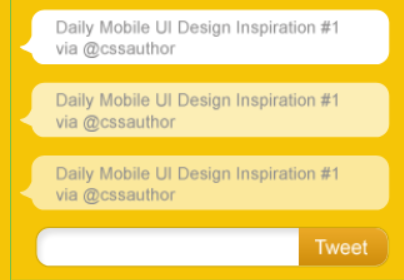 Daily Mobile UI Design Inspiration #1
via @cssauthor
Daily Mobile UI Design Inspiration #1
via @cssauthor
Daily Mobile UI Design Inspiration #1
via @cssauthor
Tweet